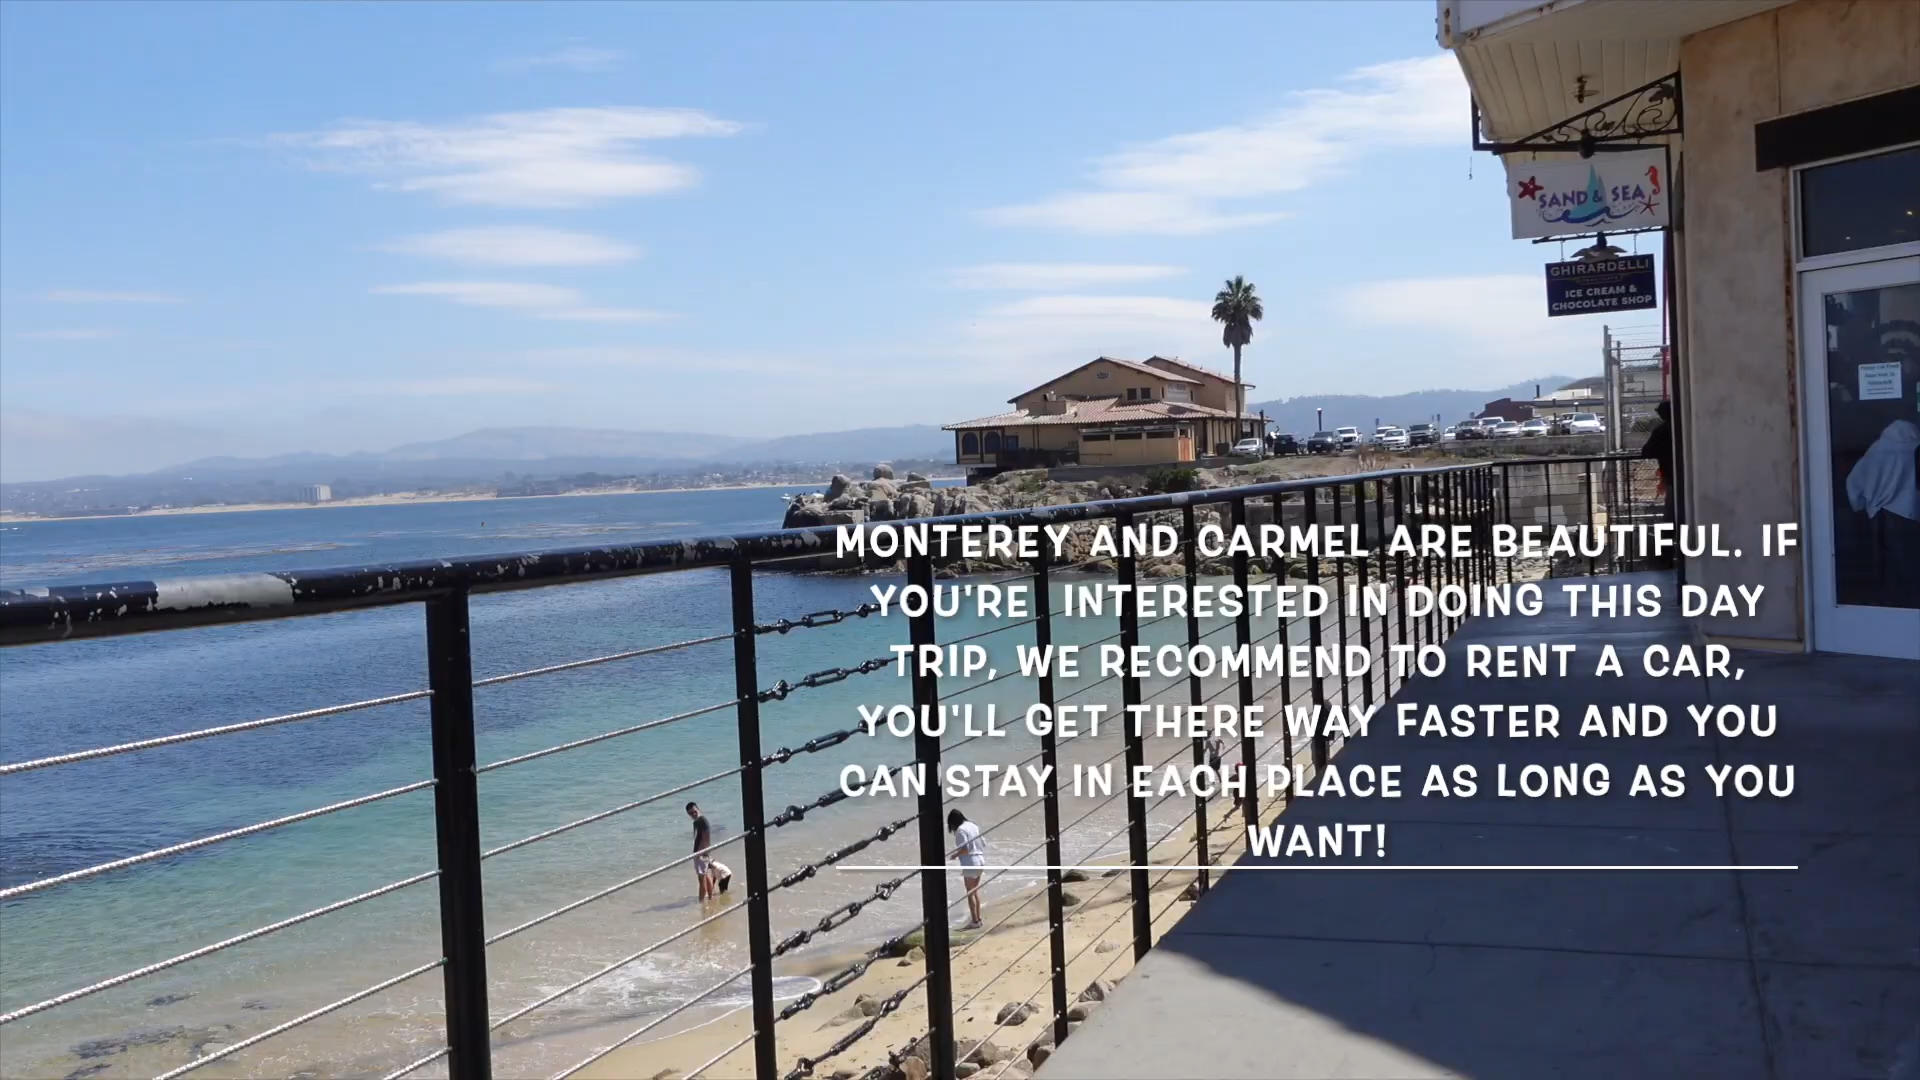 SAND & SEA
GHIRARDELLI
ICE CREAM &
CHOCOLATE SHOP
MONTEREY AND CARMEL ARE BEAUTIFUL. IF
YOU'RE INTERESTED IN DOING THIS DAY
TRIP, WE RECOMMEND TO RENT A CAR,
YOU'LL GET THERE WAY FASTER AND YOU
CAN STAY IN EACH PLACE AS LONG AS YOU
WANT!